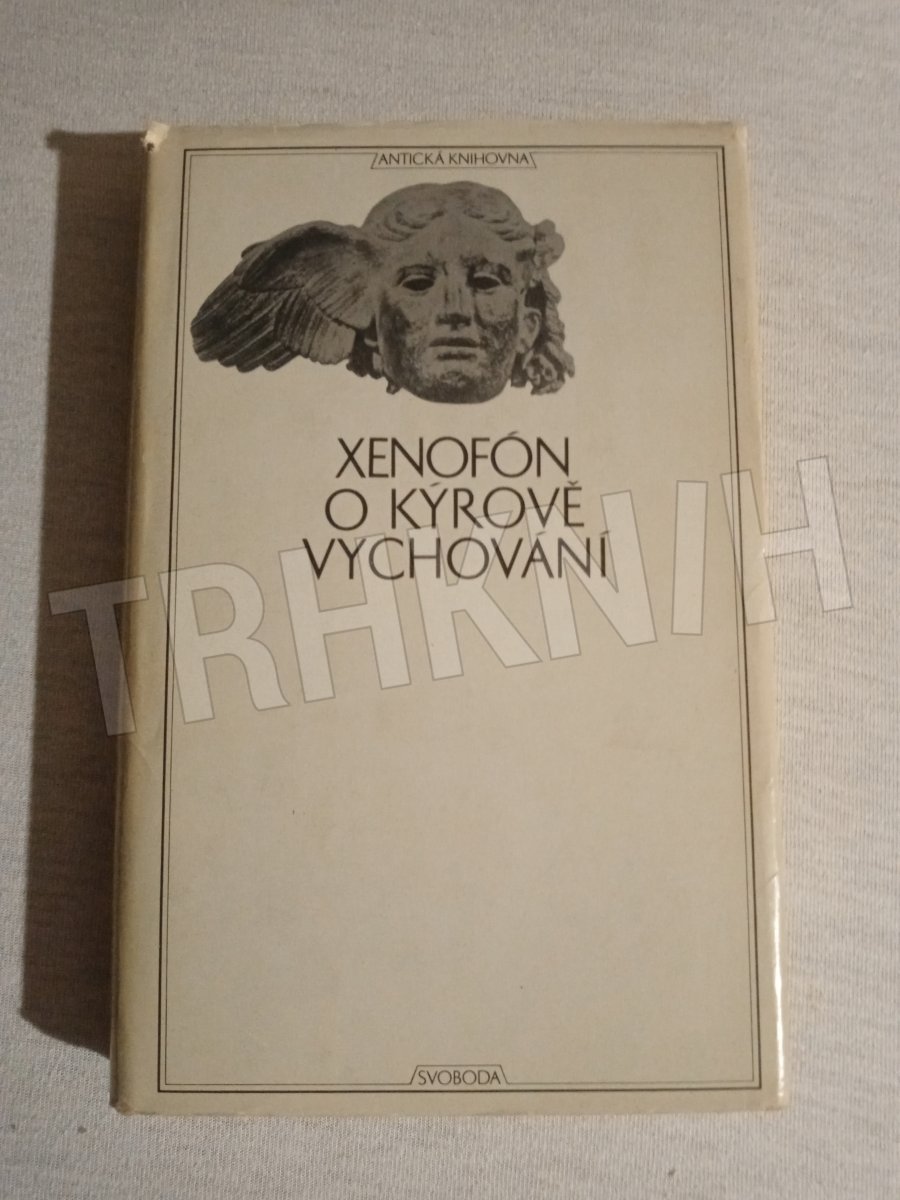 ANTICKÁ KNIHOVNA
XENOFÓN
O KÝROVĚ
VYCHOVÁNÍ
TRHKNIH
SVOBODA